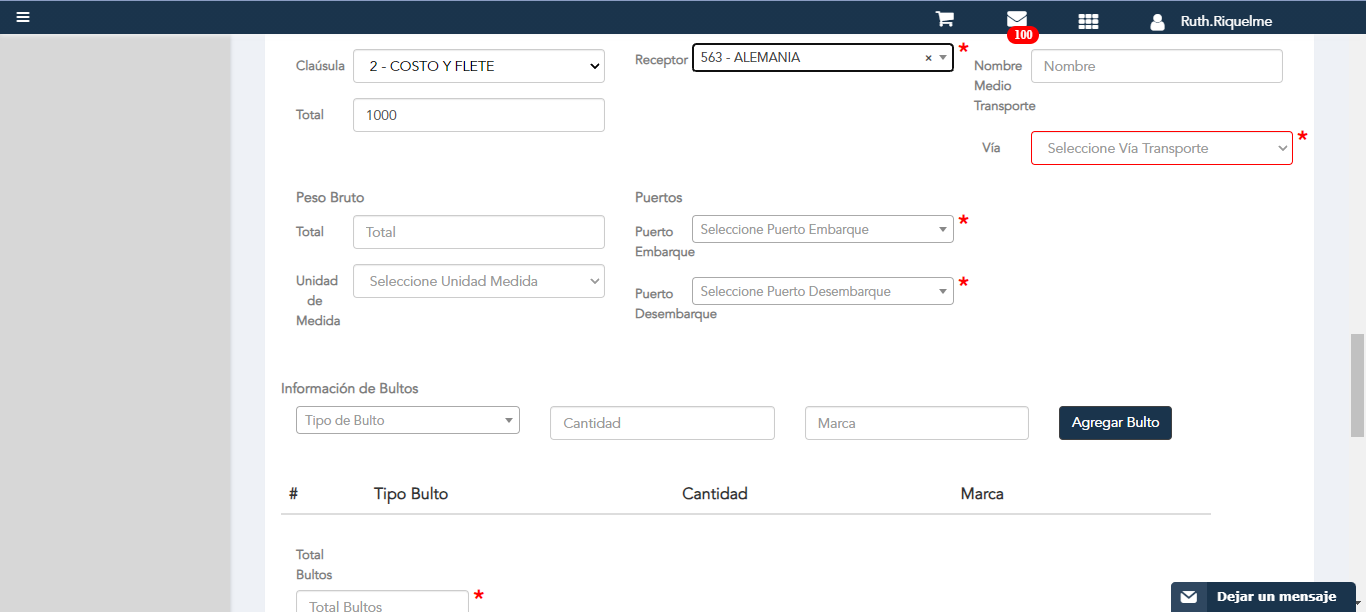 Ruth.Riquelme
100
Claúsula
2 - COSTO Y FLETE
Receptor
563 - ALEMANIA
×
*
Nombre
Medio
Transporte
Nombre
Total
1000
Vía
Seleccione Vía Transporte
*
Peso Bruto
Puertos
Total
Total
Puerto
Embarque
Seleccione Puerto Embarque
*
Unidad
de
Medida
Seleccione Unidad Medida
Puerto
Desembarque
Seleccione Puerto Desembarque
*
Información de Bultos
Tipo de Bulto
Cantidad
Marca
Agregar Bulto
# Tipo Bulto Cantidad Marca
Total
Bultos
Total Bultos
*
Dejar un mensaje